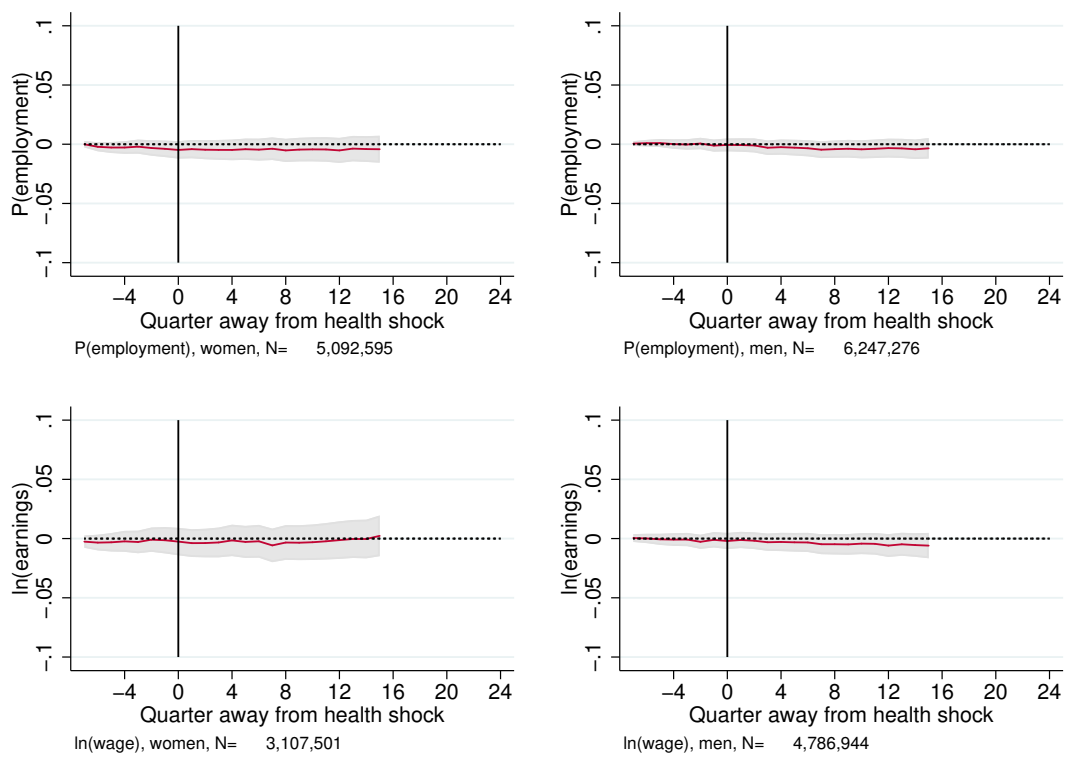 P(employment)
.1
.05
0
−.05
−.1
−4 0 4 8 12 16 20 24
Quarter away from health shock
P(employment), women, N= 5,092,595
P(employment)
.1
.05
0
−.05
−.1
−4 0 4 8 12 16 20 24
Quarter away from health shock
P(employment), men, N= 6,247,276
ln(earnings)
.1
.05
0
−.05
−.1
−4 0 4 8 12 16 20 24
Quarter away from health shock
ln(wage), women, N= 3,107,501
ln(earnings)
.1
.05
0
−.05
−.1
−4 0 4 8 12 16 20 24
Quarter away from health shock
ln(wage), men, N= 4,786,944